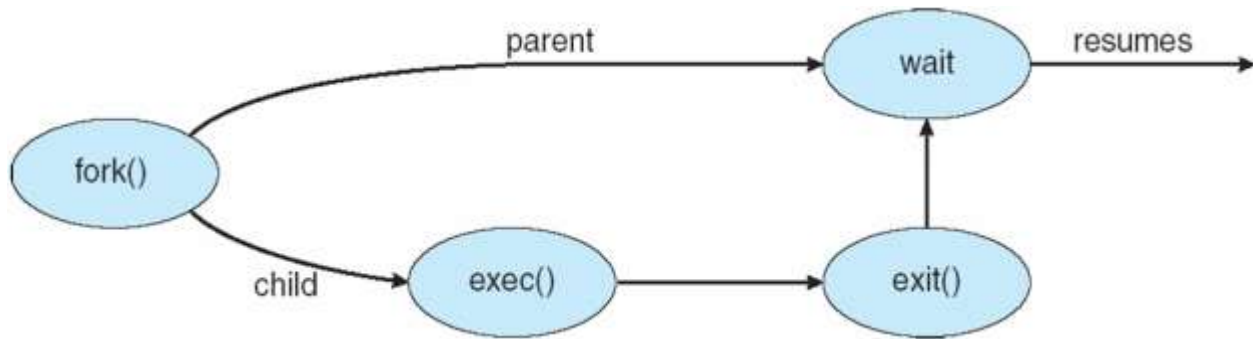 parent
wait
resumes
fork()
child
exec()
exit()